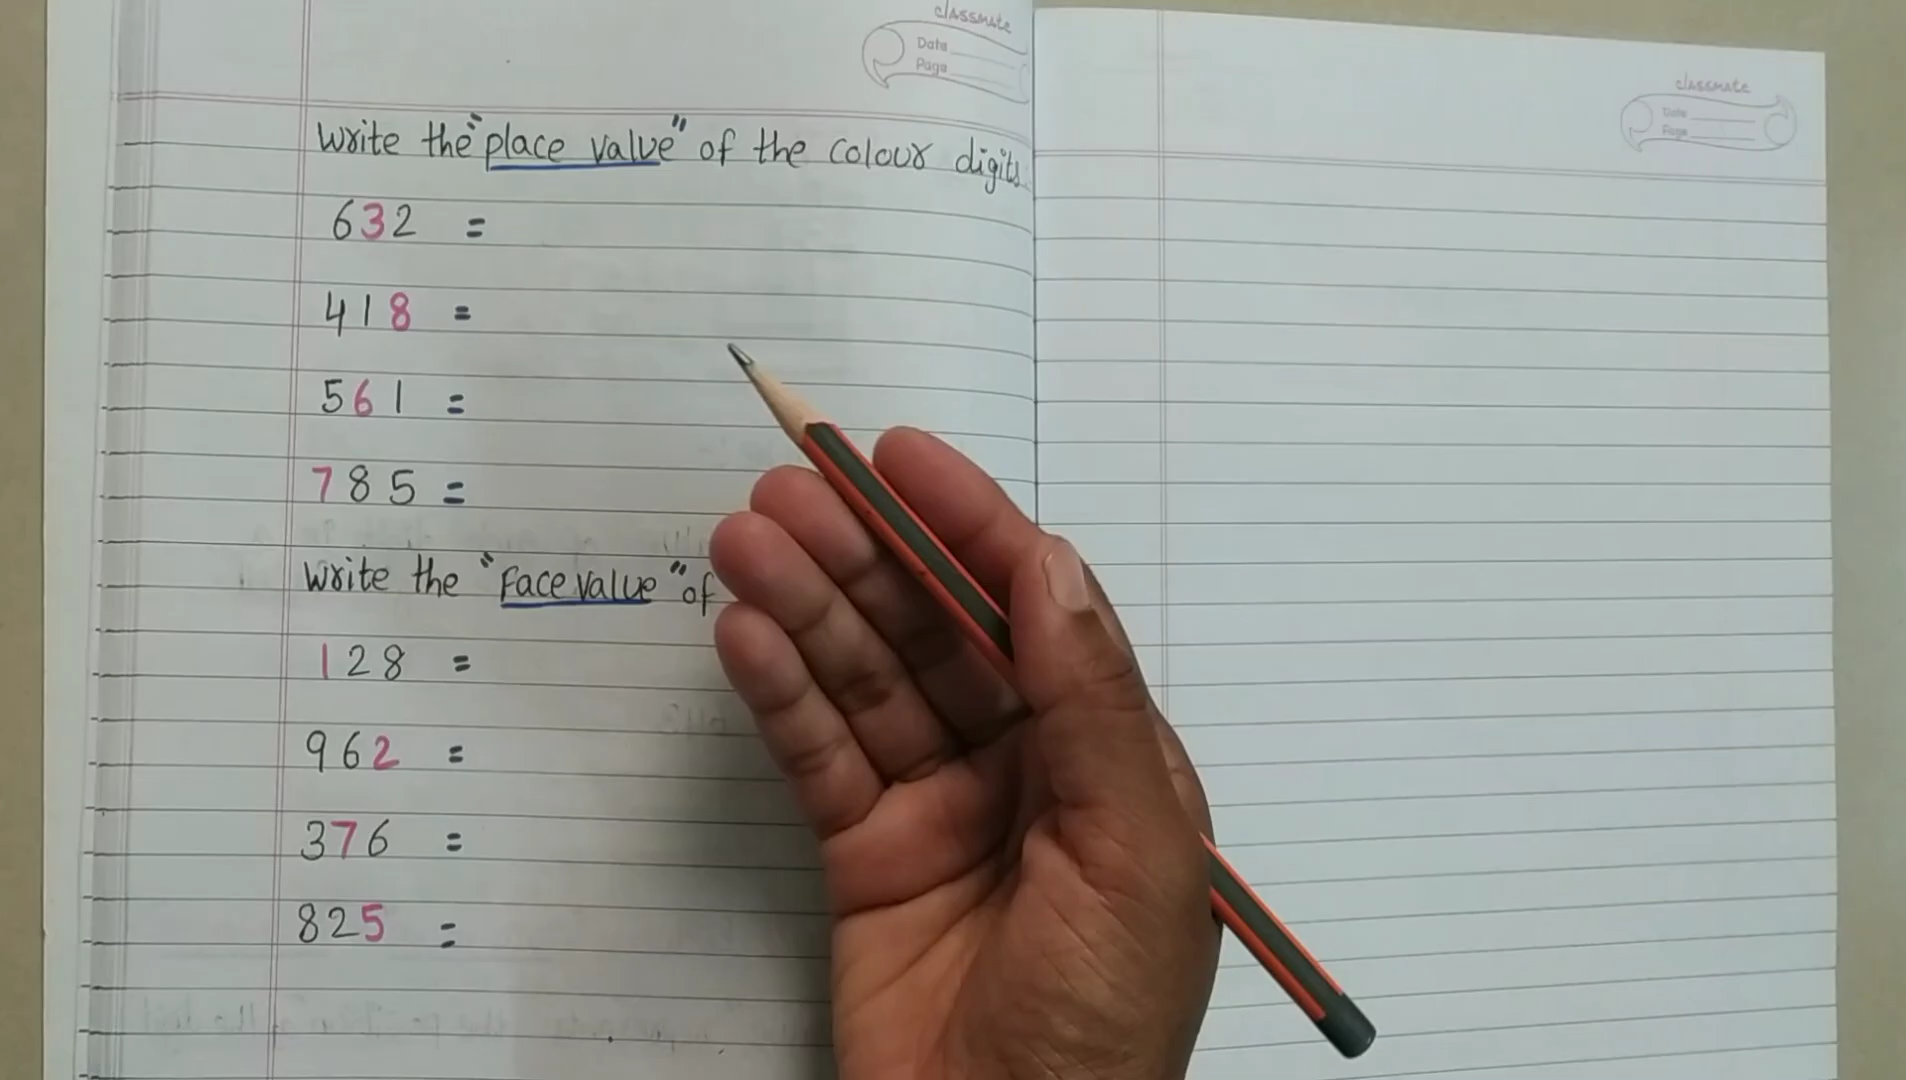 classmate
Date
Page
classmate
Date
Page
Write the "place value" of the colour digits.
632 =
418 =
561 =
785 =
Write the "Face value" of
128 =
962 =
376 =
825 =